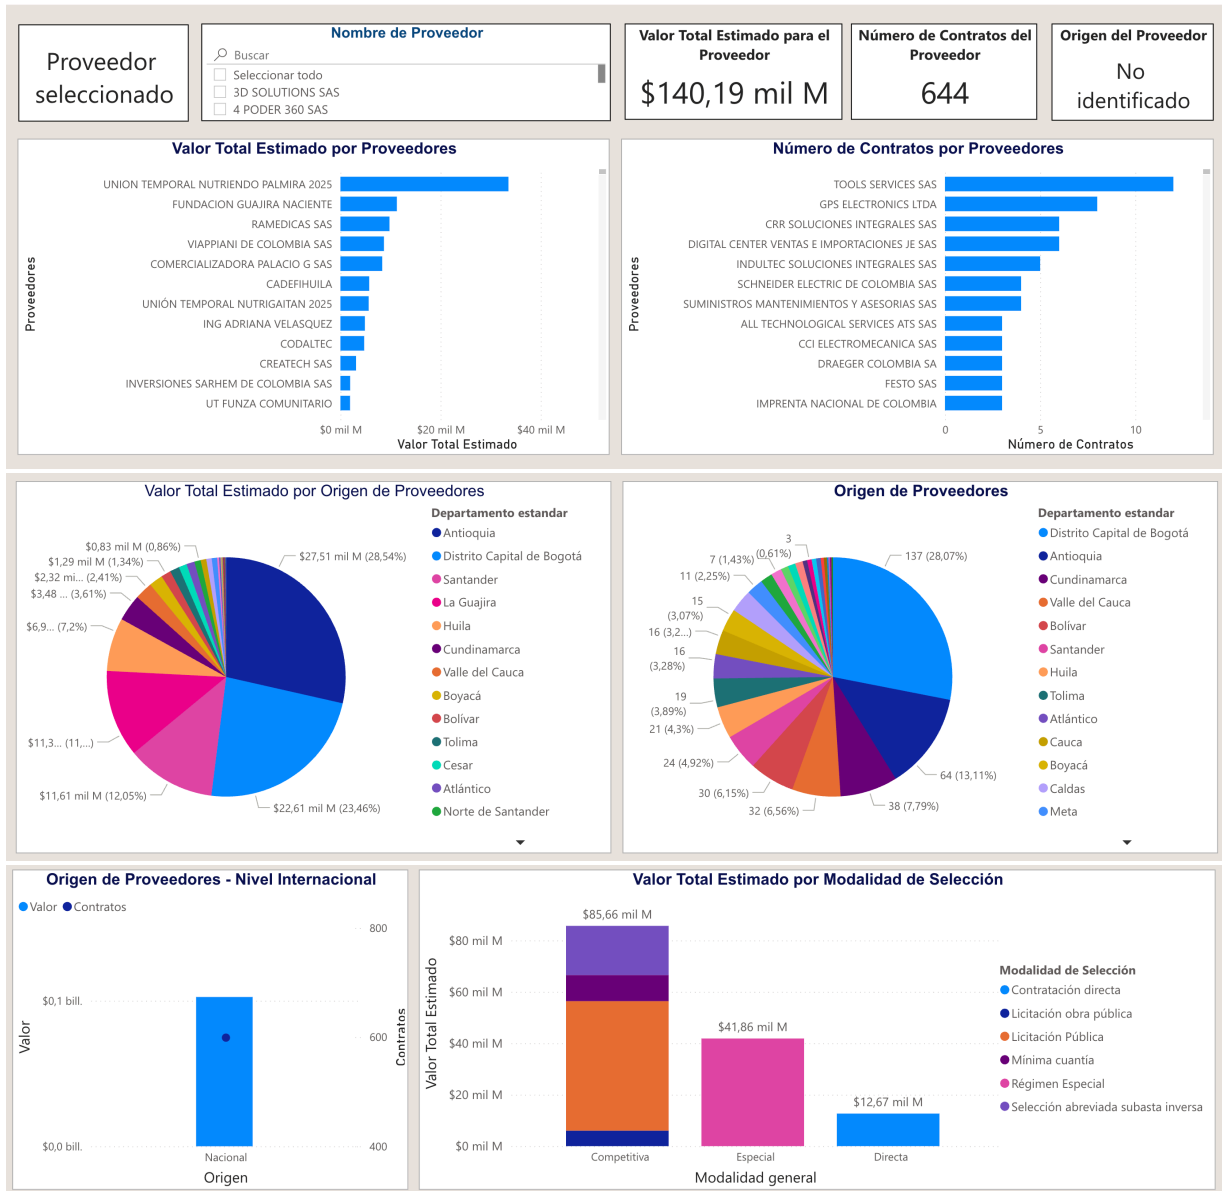 Proveedor
seleccionado
Nombre de Proveedor
Buscar
Seleccionar todo
3D SOLUTIONS SAS
4 PODER 360 SAS
Valor Total Estimado para el
Proveedor
$140,19 mil M
Número de Contratos del
Proveedor
644
Origen del Proveedor
No
identificado
Valor Total Estimado por Proveedores
Proveedores
UNION TEMPORAL NUTRIENDO PALMIRA 2025
FUNDACION GUAJIRA NACIENTE
RAMEDICAS SAS
VIAPPIANI DE COLOMBIA SAS
COMERCIALIZADORA PALACIO G SAS
CADEFIHUILA
UNIÓN TEMPORAL NUTRIGAITAN 2025
ING ADRIANA VELASQUEZ
CODALTEC
CREATECH SAS
INVERSIONES SARHEM DE COLOMBIA SAS
UT FUNZA COMUNITARIO
$0 mil M $20 mil M $40 mil M
Valor Total Estimado
Número de Contratos por Proveedores
Proveedores
TOOLS SERVICES SAS
GPS ELECTRONICS LTDA
CRR SOLUCIONES INTEGRALES SAS
DIGITAL CENTER VENTAS E IMPORTACIONES JE SAS
INDULTEC SOLUCIONES INTEGRALES SAS
SCHNEIDER ELECTRIC DE COLOMBIA SAS
SUMINISTROS MANTENIMIENTOS Y ASESORIAS SAS
ALL TECHNOLOGICAL SERVICES ATS SAS
CCI ELECTROMECANICA SAS
DRAEGER COLOMBIA SA
FESTO SAS
IMPRENTA NACIONAL DE COLOMBIA
0 5 10
Número de Contratos
Valor Total Estimado por Origen de Proveedores
$0,83 mil M (0,86%)
$1,29 mil M (1,34%)
$2,32 mi... (2,41%)
$3,48 ... (3,61%)
$6,9... (7,2%)
$11,3... (11,...)
$11,61 mil M (12,05%)
$22,61 mil M (23,46%)
$27,51 mil M (28,54%)
Departamento estandar
Antioquia
Distrito Capital de Bogotá
Santander
La Guajira
Huila
Cundinamarca
Valle del Cauca
Boyacá
Bolívar
Tolima
Cesar
Atlántico
Norte de Santander
Origen de Proveedores
3
(0,61%)
7 (1,43%)
11 (2,25%)
15
(3,07%)
16 (3,2...)
16
(3,28%)
19
(3,89%)
21 (4,3%)
24 (4,92%)
30 (6,15%)
32 (6,56%)
38 (7,79%)
64 (13,11%)
137 (28,07%)
Departamento estandar
Distrito Capital de Bogotá
Antioquia
Cundinamarca
Valle del Cauca
Bolívar
Santander
Huila
Tolima
Atlántico
Cauca
Boyacá
Caldas
Meta
Origen de Proveedores - Nivel Internacional
Valor Contratos
Valor
$0,1 bill.
$0,0 bill.
800
600
400
Contratos
Nacional
Origen
Valor Total Estimado por Modalidad de Selección
Valor Total Estimado
$80 mil M
$60 mil M
$40 mil M
$20 mil M
$0 mil M
$85,66 mil M
$41,86 mil M
$12,67 mil M
Competitiva Especial Directa
Modalidad general
Modalidad de Selección
Contratación directa
Licitación obra pública
Licitación Pública
Mínima cuantía
Régimen Especial
Selección abreviada subasta inversa